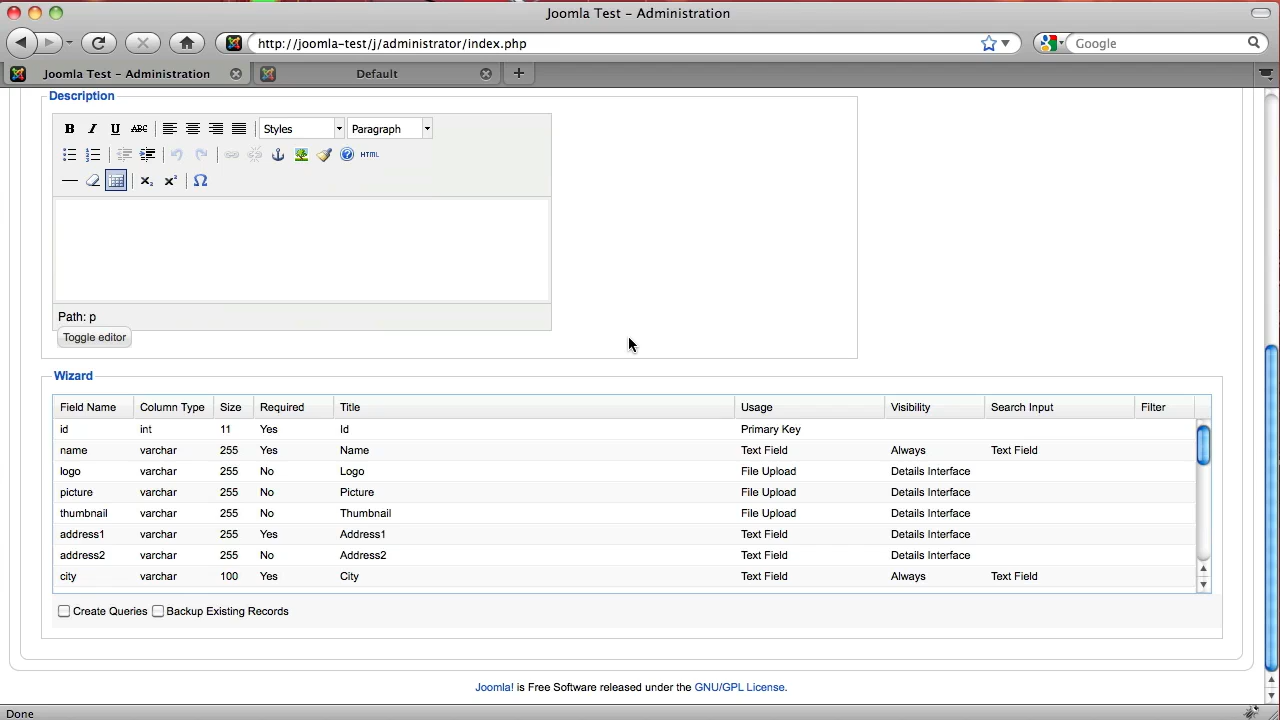 Joomla Test - Administration
http://joomla-test/j/administrator/index.php
Google
Joomla Test - Administration
Default
Description
B I U ABC Styles Paragraph
HTML
x₂ x² Ω
Path: p
Toggle editor
Wizard
Field Name Column Type Size Required Title Usage Visibility Search Input Filter
id int 11 Yes Id Primary Key
name varchar 255 Yes Name Text Field Always Text Field
logo varchar 255 No Logo File Upload Details Interface
picture varchar 255 No Picture File Upload Details Interface
thumbnail varchar 255 No Thumbnail File Upload Details Interface
address1 varchar 255 Yes Address1 Text Field Details Interface
address2 varchar 255 No Address2 Text Field Details Interface
city varchar 100 Yes City Text Field Always Text Field
Create Queries Backup Existing Records
Joomla! is Free Software released under the GNU/GPL License.
Done